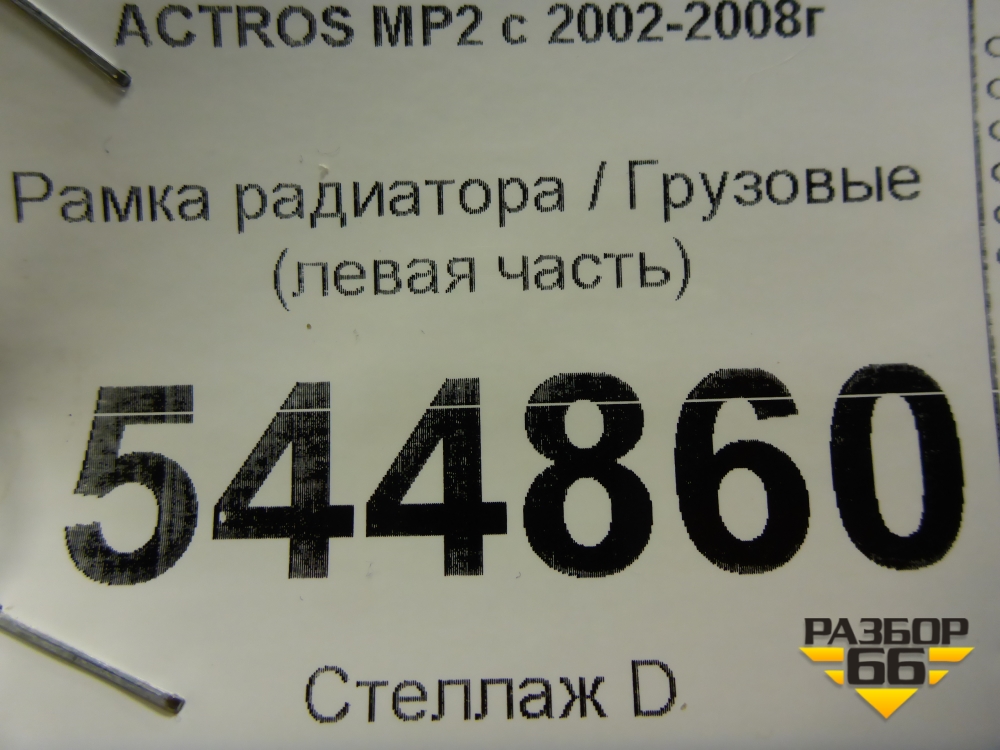 ACTROS MP2 с 2002-2008г
Рамка радиатора / Грузовые
(левая часть)
544860
Стеллаж D
РАЗБОР
66